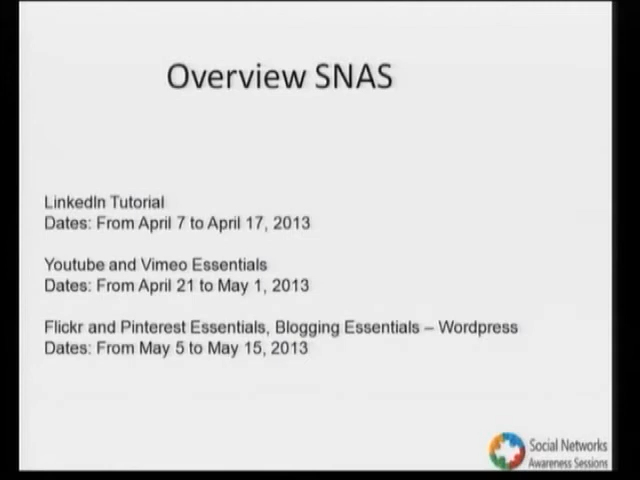 Overview SNAS
LinkedIn Tutorial
Dates: From April 7 to April 17, 2013
Youtube and Vimeo Essentials
Dates: From April 21 to May 1, 2013
Flickr and Pinterest Essentials, Blogging Essentials – Wordpress
Dates: From May 5 to May 15, 2013
Social Networks
Awareness Sessions